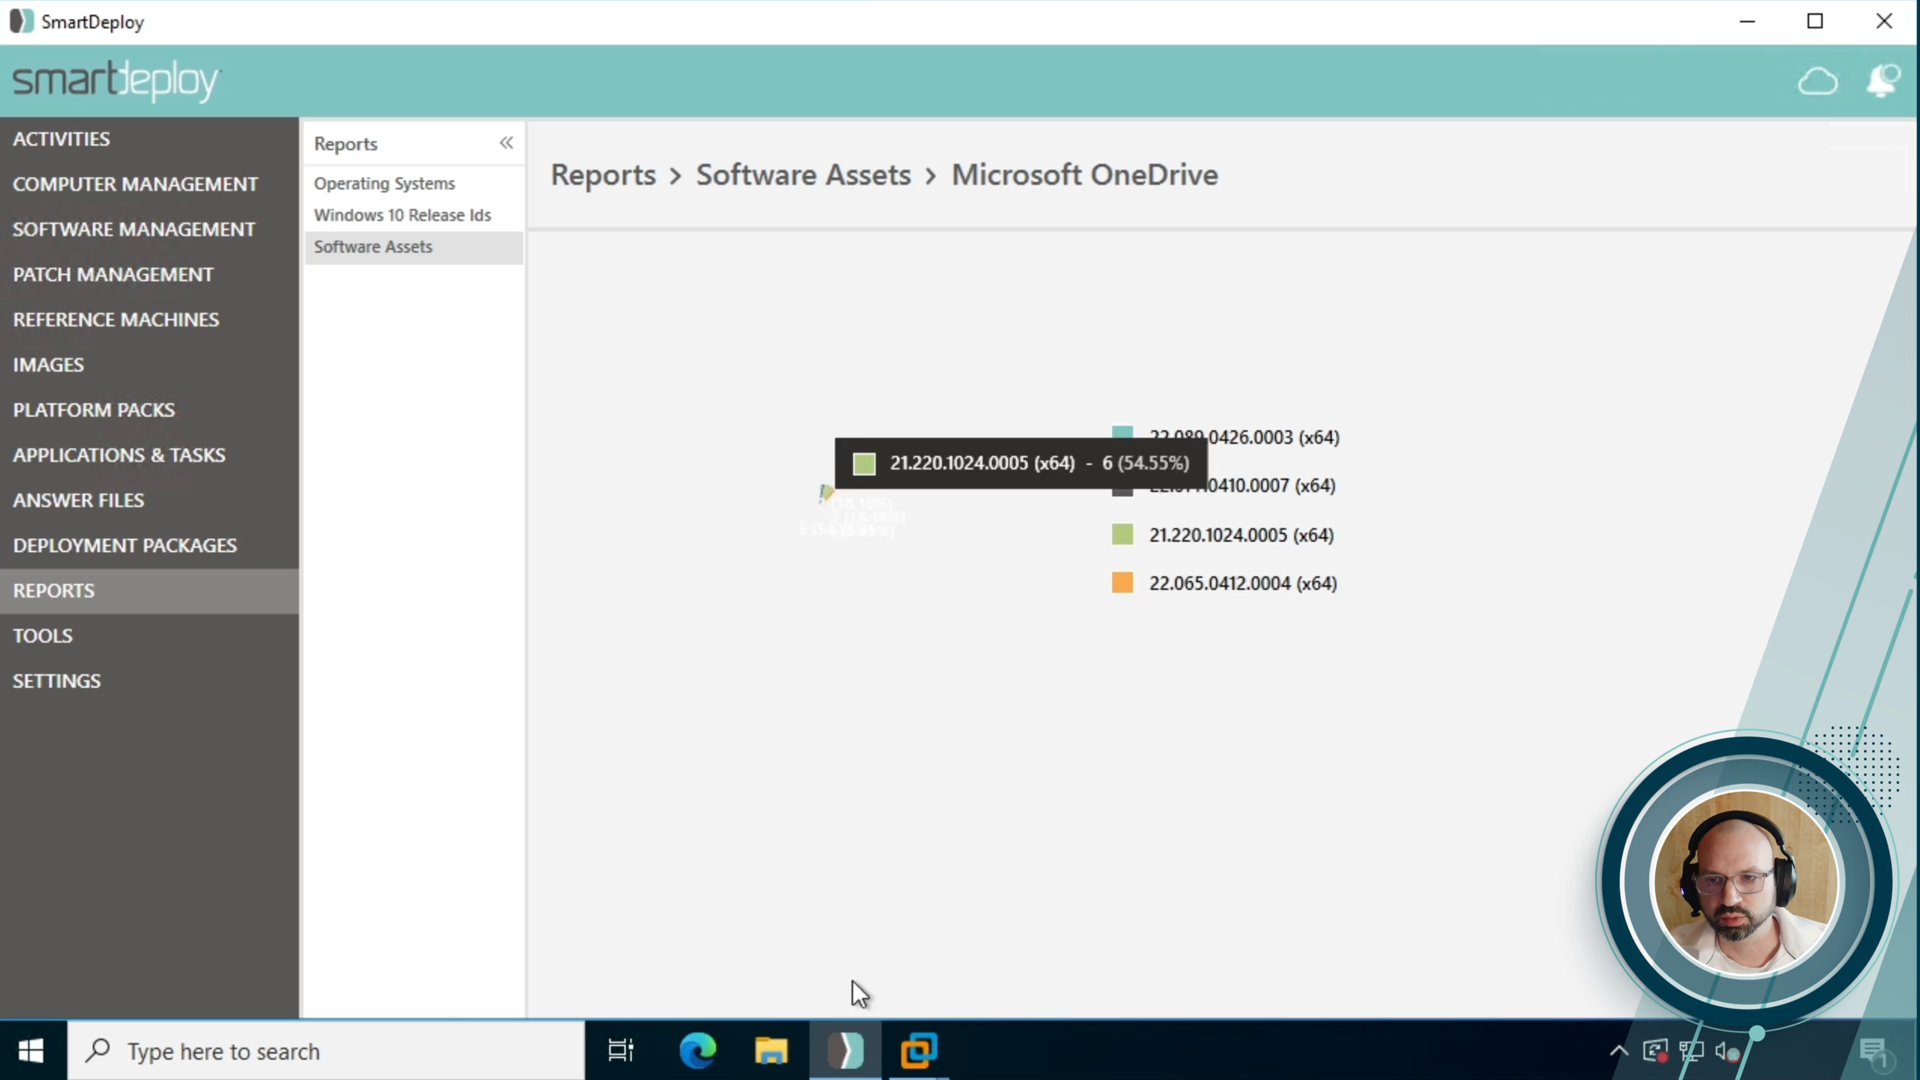 SmartDeploy
smartdeploy
ACTIVITIES
COMPUTER MANAGEMENT
SOFTWARE MANAGEMENT
PATCH MANAGEMENT
REFERENCE MACHINES
IMAGES
PLATFORM PACKS
APPLICATIONS & TASKS
ANSWER FILES
DEPLOYMENT PACKAGES
REPORTS
TOOLS
SETTINGS
Reports
Operating Systems
Windows 10 Release Ids
Software Assets
Reports > Software Assets > Microsoft OneDrive
21.220.1024.0005 (x64) - 6 (54.55%)
22.089.0426.0003 (x64)
0410.0007 (x64)
21.220.1024.0005 (x64)
22.065.0412.0004 (x64)
Type here to search
1